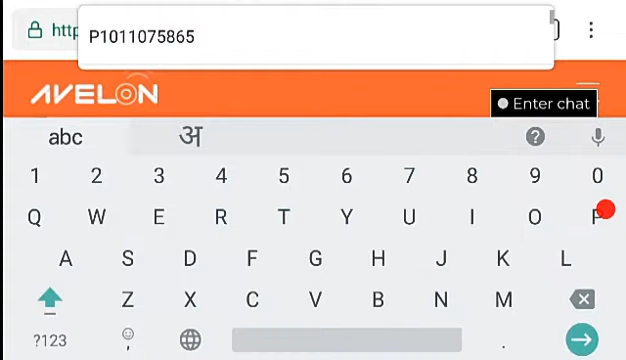 http
P1011075865
AVELON
Enter chat
abc अ
1 2 3 4 5 6 7 8 9 0
Q W E R T Y U I O P
A S D F G H J K L
Z X C V B N M
?123 , .